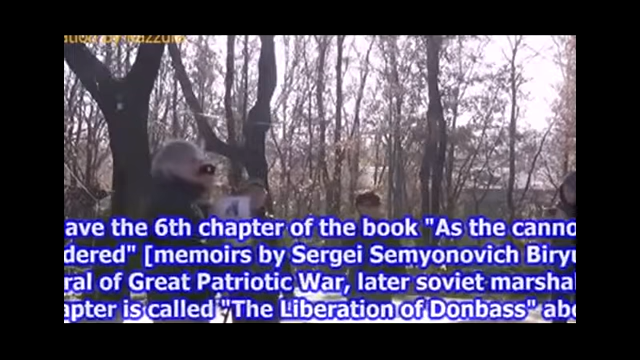 ave the 6th chapter of the book "As the canno
dered" [memoirs by Sergei Semyonovich Biryu
ral of Great Patriotic War, later soviet marshal
apter is called "The Liberation of Donbass" abo